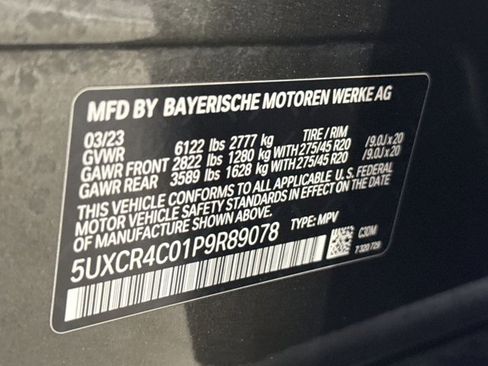 MFD BY BAYERISCHE MOTOREN WERKE AG
03/23 TIRE / RIM
GVWR 6122 lbs 2777 kg
GAWR FRONT 2822 lbs 1280 kg WITH 275/45 R20 / 9.0J x 20
GAWR REAR 3589 lbs 1628 kg WITH 275/45 R20 / 9.0J x 20
THIS VEHICLE CONFORMS TO ALL APPLICABLE U. S. FEDERAL
MOTOR VEHICLE SAFETY STANDARDS IN EFFECT ON THE DATE
OF MANUFACTURE SHOWN ABOVE.
5UXCR4C01P9R89078 TYPE: MPV
C30M
7 320 729